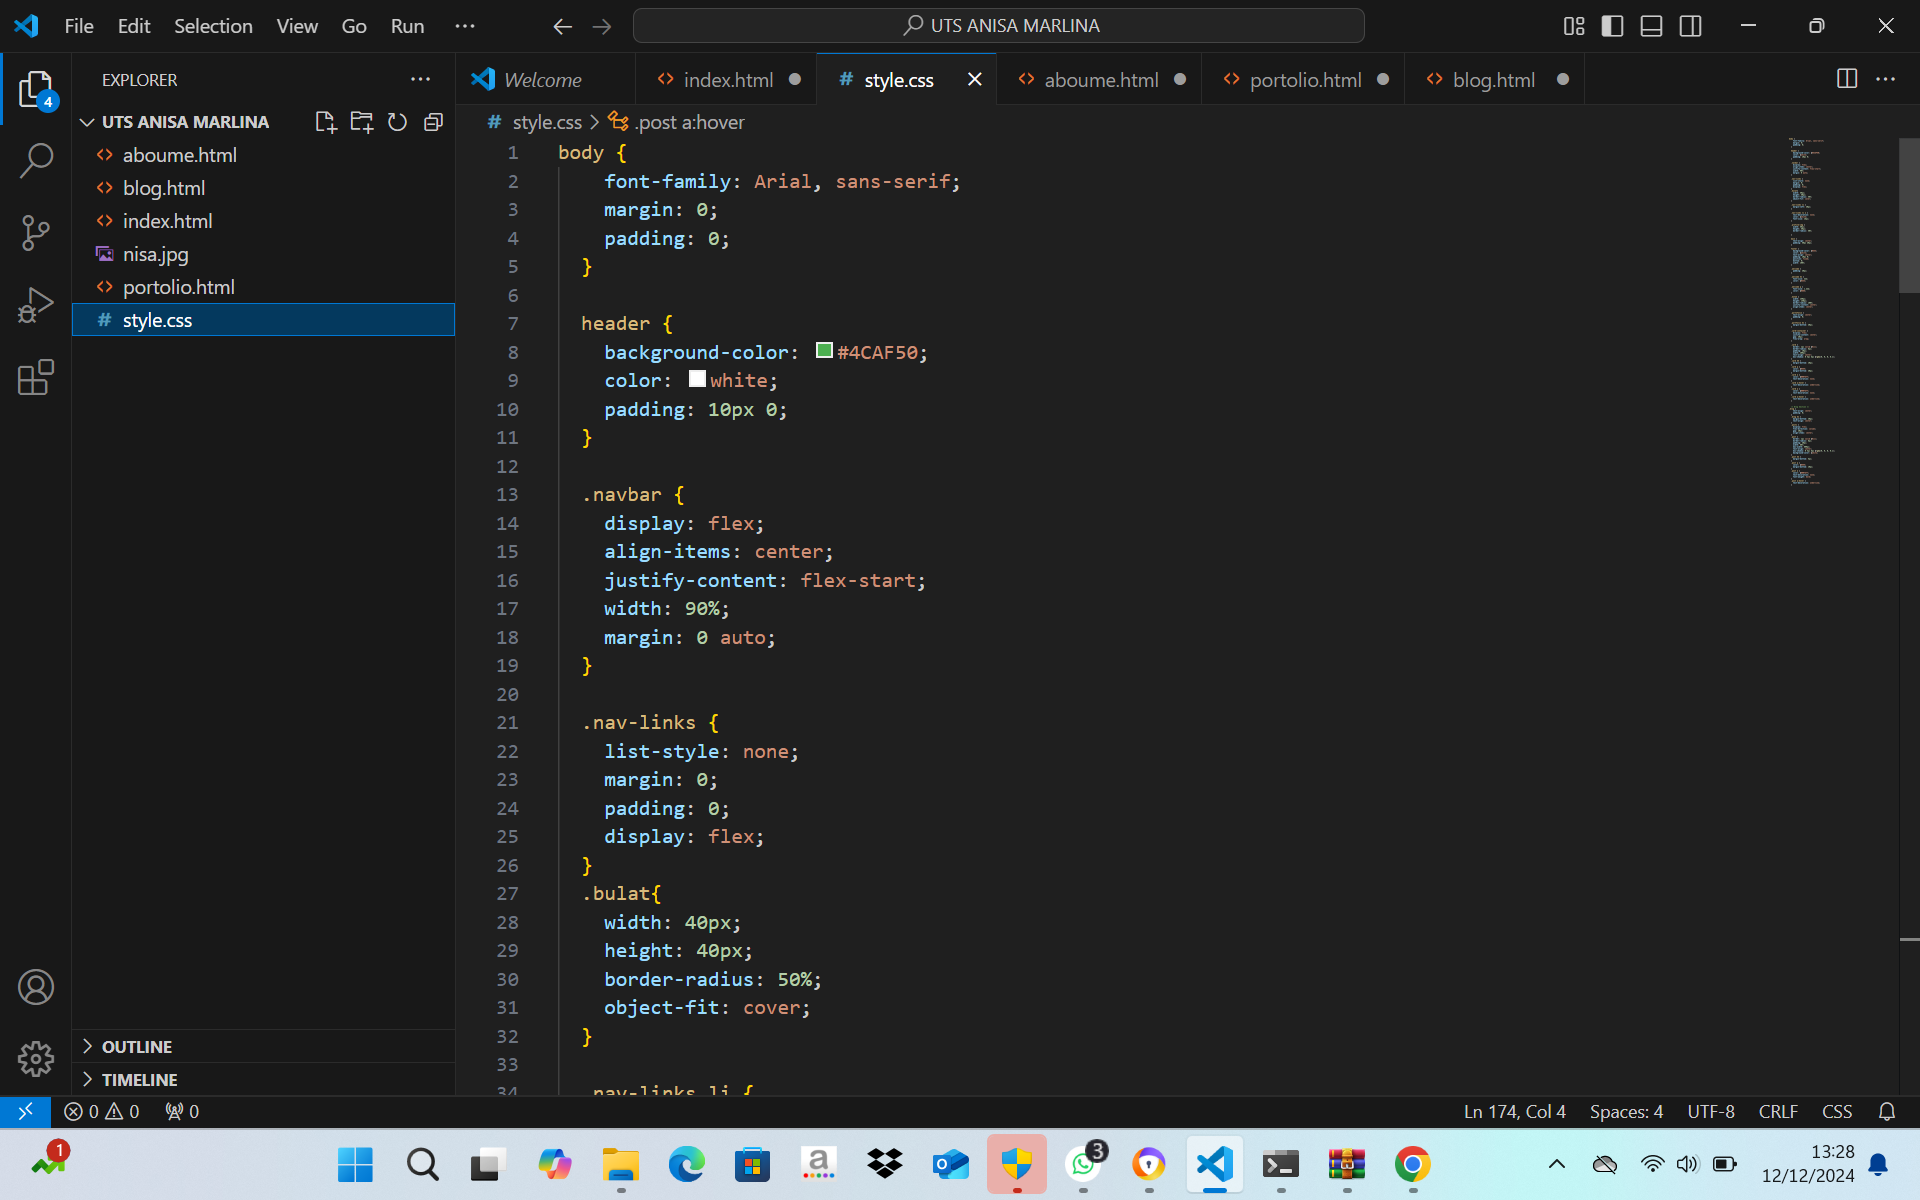 File Edit Selection View Go Run ···
UTS ANISA MARLINA
EXPLORER
Welcome
index.html
style.css
aboume.html
portolio.html
blog.html
UTS ANISA MARLINA
aboume.html
blog.html
index.html
nisa.jpg
portolio.html
style.css
4
OUTLINE
TIMELINE
style.css > .post a:hover
1 body {
2 font-family: Arial, sans-serif;
3 margin: 0;
4 padding: 0;
5 }
6
7 header {
8 background-color: #4CAF50;
9 color: white;
10 padding: 10px 0;
11 }
12
13 .navbar {
14 display: flex;
15 align-items: center;
16 justify-content: flex-start;
17 width: 90%;
18 margin: 0 auto;
19 }
20
21 .nav-links {
22 list-style: none;
23 margin: 0;
24 padding: 0;
25 display: flex;
26 }
27 .bulat{
28 width: 40px;
29 height: 40px;
30 border-radius: 50%;
31 object-fit: cover;
32 }
33
34 .nav-links li {
0 0 0
Ln 174, Col 4 Spaces: 4 UTF-8 CRLF CSS
1
a
3
13:28
12/12/2024